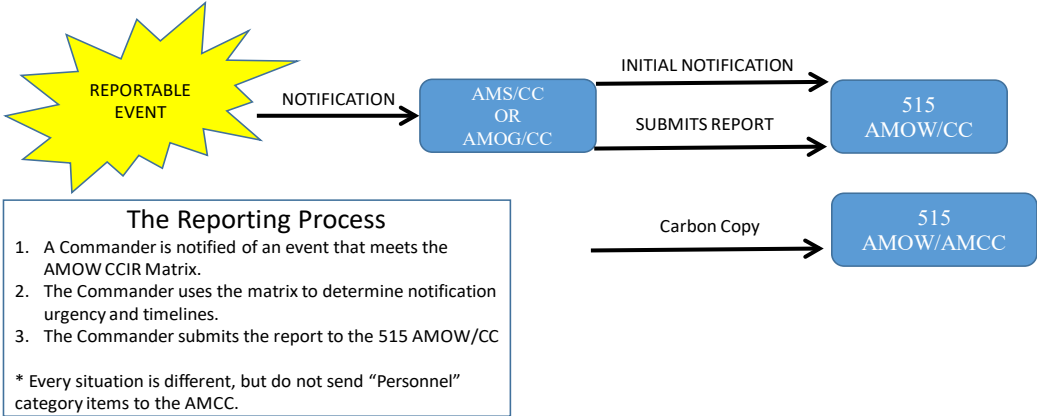 REPORTABLE
EVENT
NOTIFICATION
AMS/CC
OR
AMOG/CC
INITIAL NOTIFICATION
SUBMITS REPORT
515
AMOW/CC
The Reporting Process
1. A Commander is notified of an event that meets the
AMOW CCIR Matrix.
2. The Commander uses the matrix to determine notification
urgency and timelines.
3. The Commander submits the report to the 515 AMOW/CC
* Every situation is different, but do not send “Personnel”
category items to the AMCC.
Carbon Copy
515
AMOW/AMCC